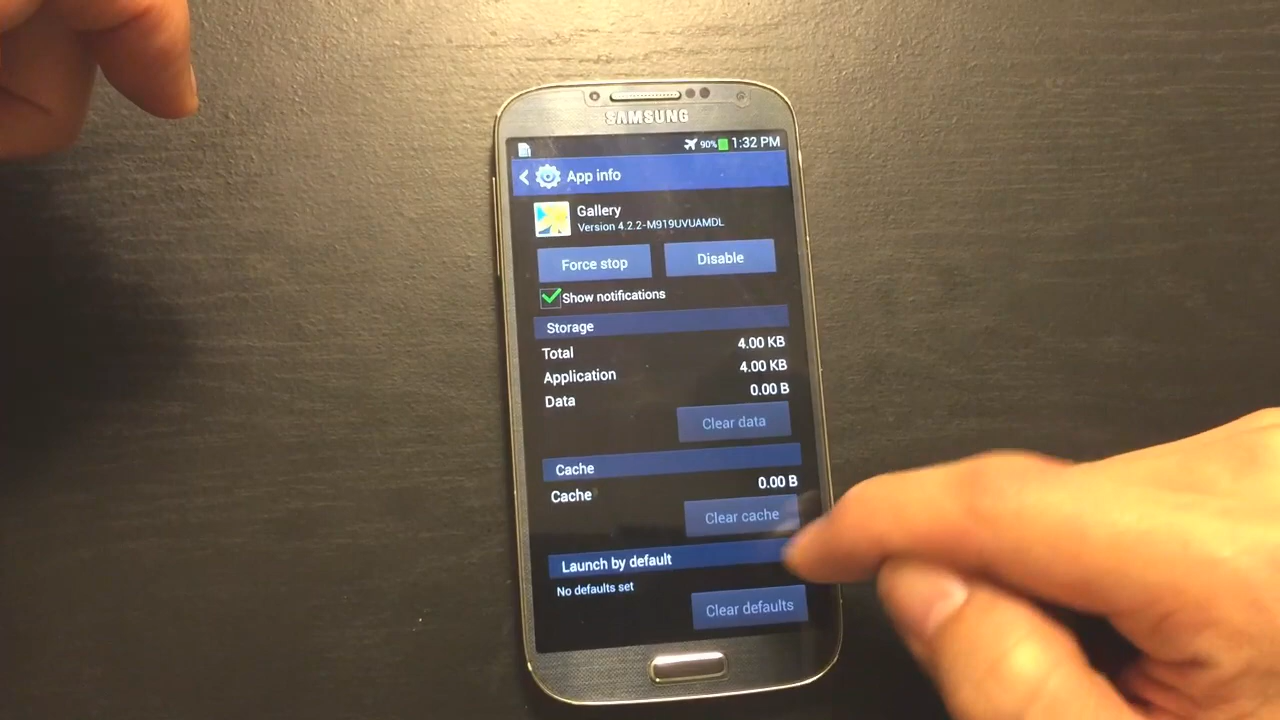 SAMSUNG
90% 1:32 PM
App info
Gallery
Version 4.2.2-M919UVUAMDL
Force stop Disable
Show notifications
Storage
Total 4.00 KB
Application 4.00 KB
Data 0.00 B
Clear data
Cache
Cache 0.00 B
Clear cache
Launch by default
No defaults set
Clear defaults